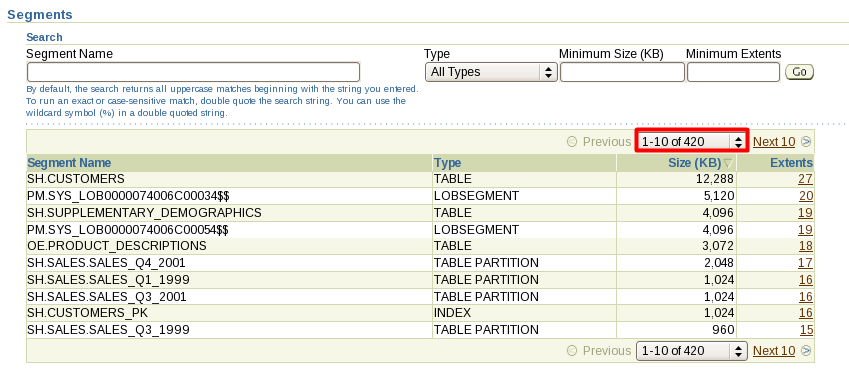 Segments
Search
Segment Name Type Minimum Size (KB) Minimum Extents
All Types Go
By default, the search returns all uppercase matches beginning with the string you entered.
To run an exact or case-sensitive match, double quote the search string. You can use the
wildcard symbol (%) in a double quoted string.
Previous 1-10 of 420 Next 10
Segment Name Type Size (KB) Extents
SH.CUSTOMERS TABLE 12,288 27
PM.SYS_LOB0000074006C00034$$ LOBSEGMENT 5,120 20
SH.SUPPLEMENTARY_DEMOGRAPHICS TABLE 4,096 19
PM.SYS_LOB0000074006C00054$$ LOBSEGMENT 4,096 19
OE.PRODUCT_DESCRIPTIONS TABLE 3,072 18
SH.SALES.SALES_Q4_2001 TABLE PARTITION 2,048 17
SH.SALES.SALES_Q1_1999 TABLE PARTITION 1,024 16
SH.SALES.SALES_Q3_2001 TABLE PARTITION 1,024 16
SH.CUSTOMERS_PK INDEX 1,024 16
SH.SALES.SALES_Q3_1999 TABLE PARTITION 960 15
Previous 1-10 of 420 Next 10